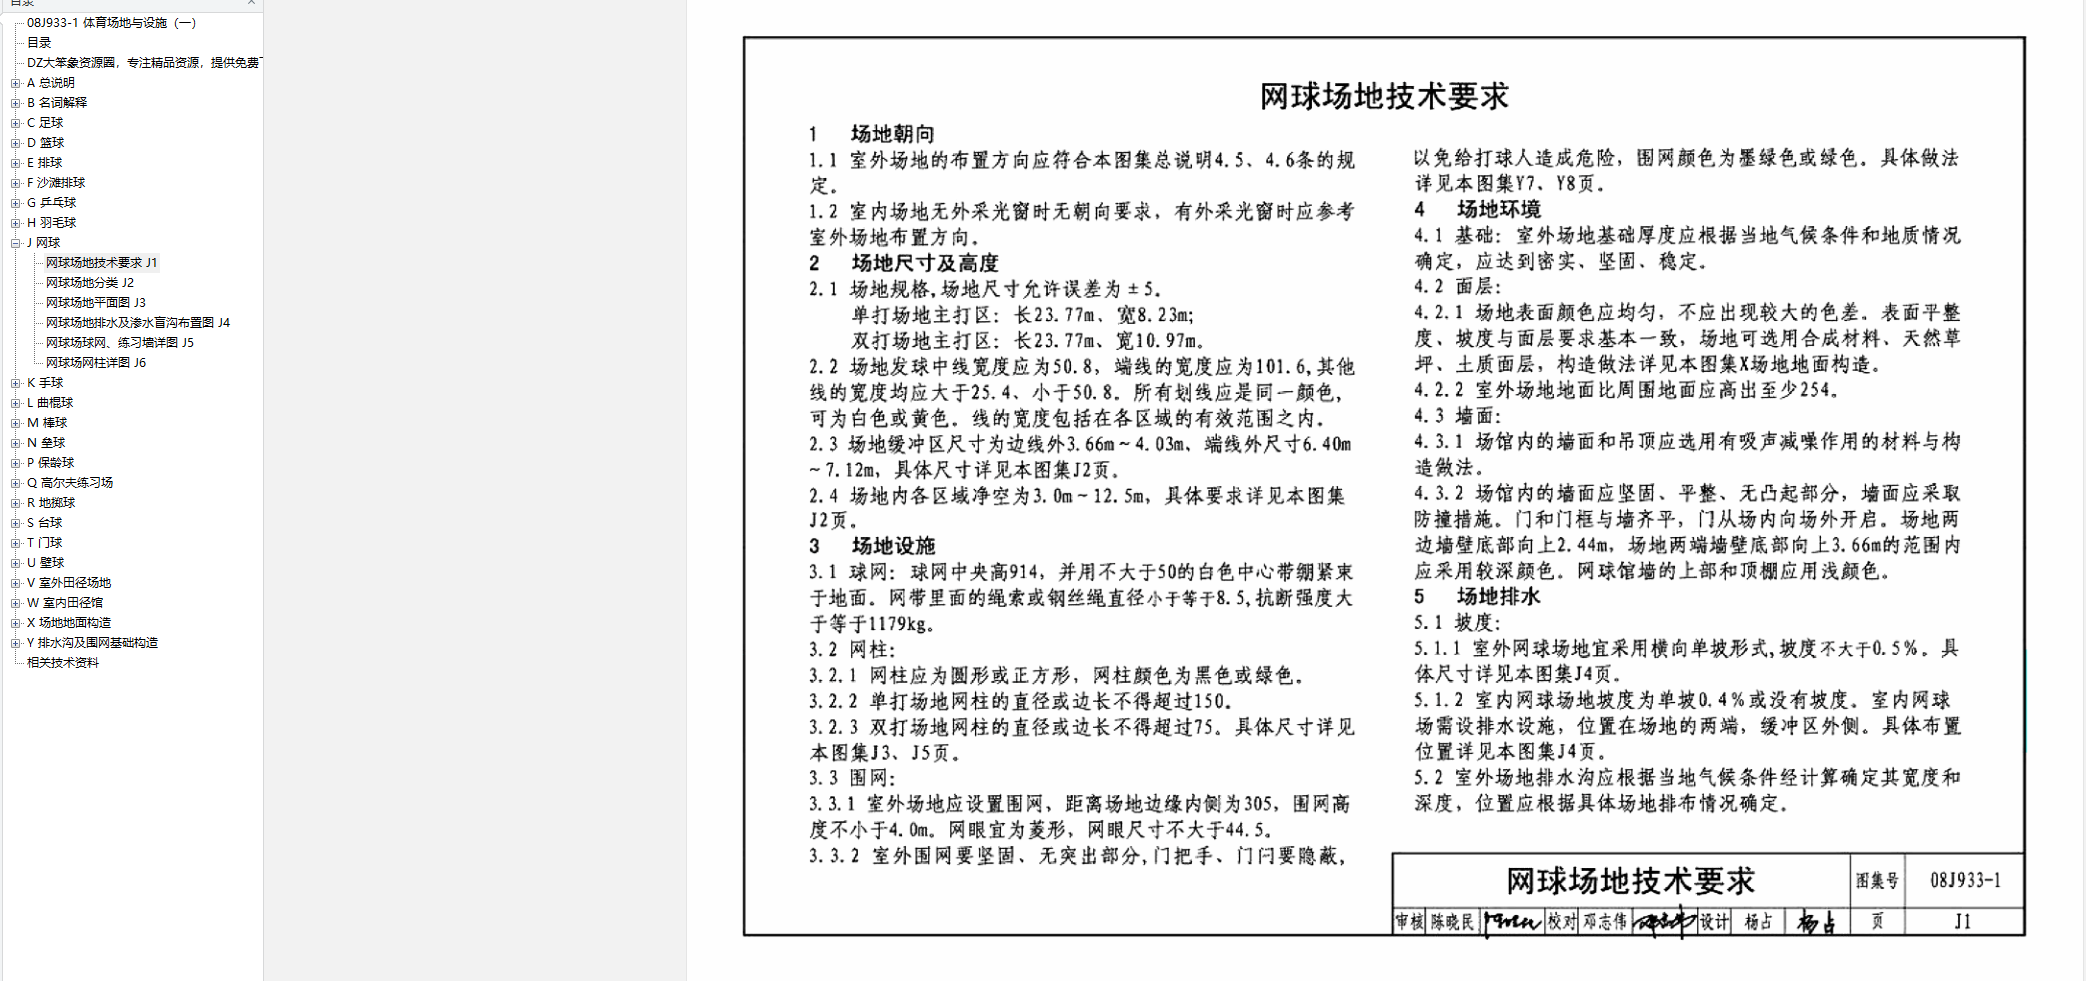 目录
08J933-1 体育场地与设施（一）
目录
DZ大笨象资源圈，专注精品资源，提供免费
A 总说明
B 名词解释
C 足球
D 篮球
E 排球
F 沙滩排球
G 乒乓球
H 羽毛球
J 网球
网球场地技术要求 J1
网球场地分类 J2
网球场地平面图 J3
网球场地排水及渗水盲沟布置图 J4
网球场球网、练习墙详图 J5
网球场网柱详图 J6
K 手球
L 曲棍球
M 棒球
N 垒球
P 保龄球
Q 高尔夫练习场
R 地掷球
S 台球
T 门球
U 壁球
V 室外田径场地
W 室内田径馆
X 场地地面构造
Y 排水沟及围网基础构造
相关技术资料
网球场地技术要求
1 场地朝向
1.1 室外场地的布置方向应符合本图集总说明4.5、4.6条的规
定。
1.2 室内场地无外采光窗时无朝向要求，有外采光窗时应参考
室外场地布置方向。
2 场地尺寸及高度
2.1 场地规格,场地尺寸允许误差为±5。
单打场地主打区：长23.77m、宽8.23m;
双打场地主打区：长23.77m、宽10.97m。
2.2 场地发球中线宽度应为50.8，端线的宽度应为101.6,其他
线的宽度均应大于25.4、小于50.8。所有划线应是同一颜色，
可为白色或黄色。线的宽度包括在各区域的有效范围之内。
2.3 场地缓冲区尺寸为边线外3.66m～4.03m、端线外尺寸6.40m
～7.12m，具体尺寸详见本图集J2页。
2.4 场地内各区域净空为3.0m～12.5m，具体要求详见本图集
J2页。
3 场地设施
3.1 球网：球网中央高914，并用不大于50的白色中心带绷紧束
于地面。网带里面的绳索或钢丝绳直径小于等于8.5,抗断强度大
于等于1179kg。
3.2 网柱：
3.2.1 网柱应为圆形或正方形，网柱颜色为黑色或绿色。
3.2.2 单打场地网柱的直径或边长不得超过150。
3.2.3 双打场地网柱的直径或边长不得超过75。具体尺寸详见
本图集J3、J5页。
3.3 围网：
3.3.1 室外场地应设置围网，距离场地边缘内侧为305，围网高
度不小于4.0m。网眼宜为菱形，网眼尺寸不大于44.5。
3.3.2 室外围网要坚固、无突出部分,门把手、门闩要隐蔽，
以免给打球人造成危险，围网颜色为墨绿色或绿色。具体做法
详见本图集Y7、Y8页。
4 场地环境
4.1 基础：室外场地基础厚度应根据当地气候条件和地质情况
确定，应达到密实、坚固、稳定。
4.2 面层：
4.2.1 场地表面颜色应均匀，不应出现较大的色差。表面平整
度、坡度与面层要求基本一致，场地可选用合成材料、天然草
坪、土质面层，构造做法详见本图集X场地地面构造。
4.2.2 室外场地地面比周围地面应高出至少254。
4.3 墙面：
4.3.1 场馆内的墙面和吊顶应选用有吸声减噪作用的材料与构
造做法。
4.3.2 场馆内的墙面应坚固、平整、无凸起部分，墙面应采取
防撞措施。门和门框与墙齐平，门从场内向场外开启。场地两
边墙壁底部向上2.44m，场地两端墙壁底部向上3.66m的范围内
应采用较深颜色。网球馆墙的上部和顶棚应用浅颜色。
5 场地排水
5.1 坡度：
5.1.1 室外网球场地宜采用横向单坡形式,坡度不大于0.5%。具
体尺寸详见本图集J4页。
5.1.2 室内网球场地坡度为单坡0.4%或没有坡度。室内网球
场需设排水设施，位置在场地的两端，缓冲区外侧。具体布置
位置详见本图集J4页。
5.2 室外场地排水沟应根据当地气候条件经计算确定其宽度和
深度，位置应根据具体场地排布情况确定。
网球场地技术要求 图集号 08J933-1
审核 陈晓民 校对 邓志伟 设计 杨占 杨占 页 J1